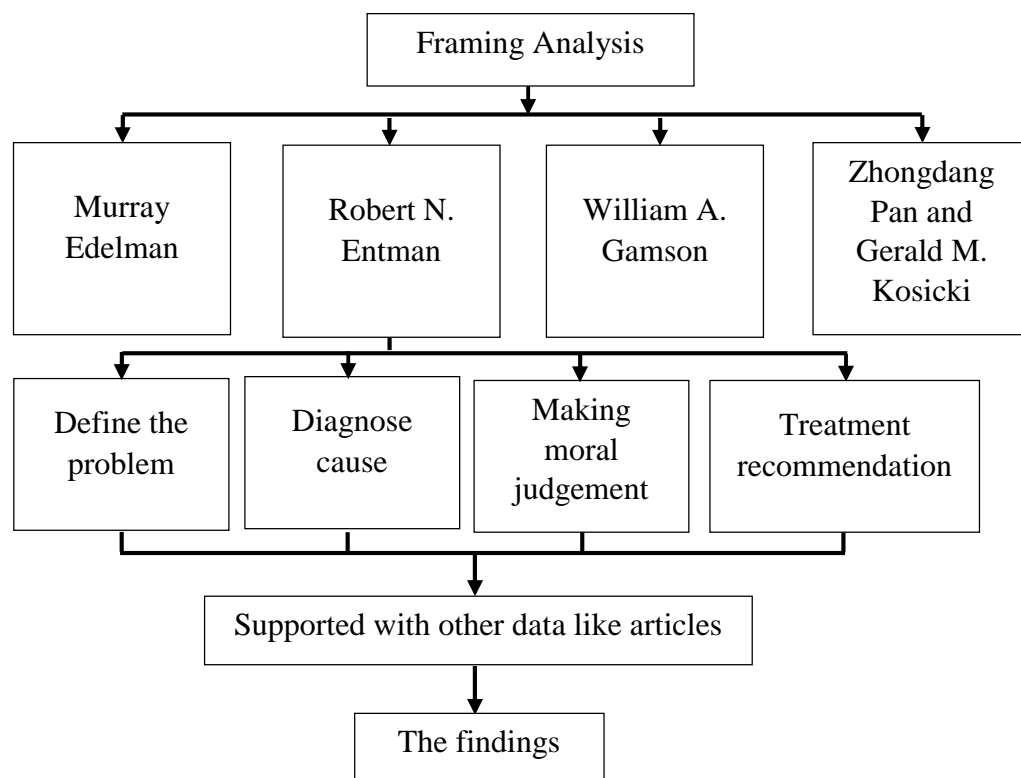 Framing Analysis
Murray
Edelman
Robert N.
Entman
William A.
Gamson
Zhongdang
Pan and
Gerald M.
Kosicki
Define the
problem
Diagnose
cause
Making
moral
judgement
Treatment
recommendation
Supported with other data like articles
The findings